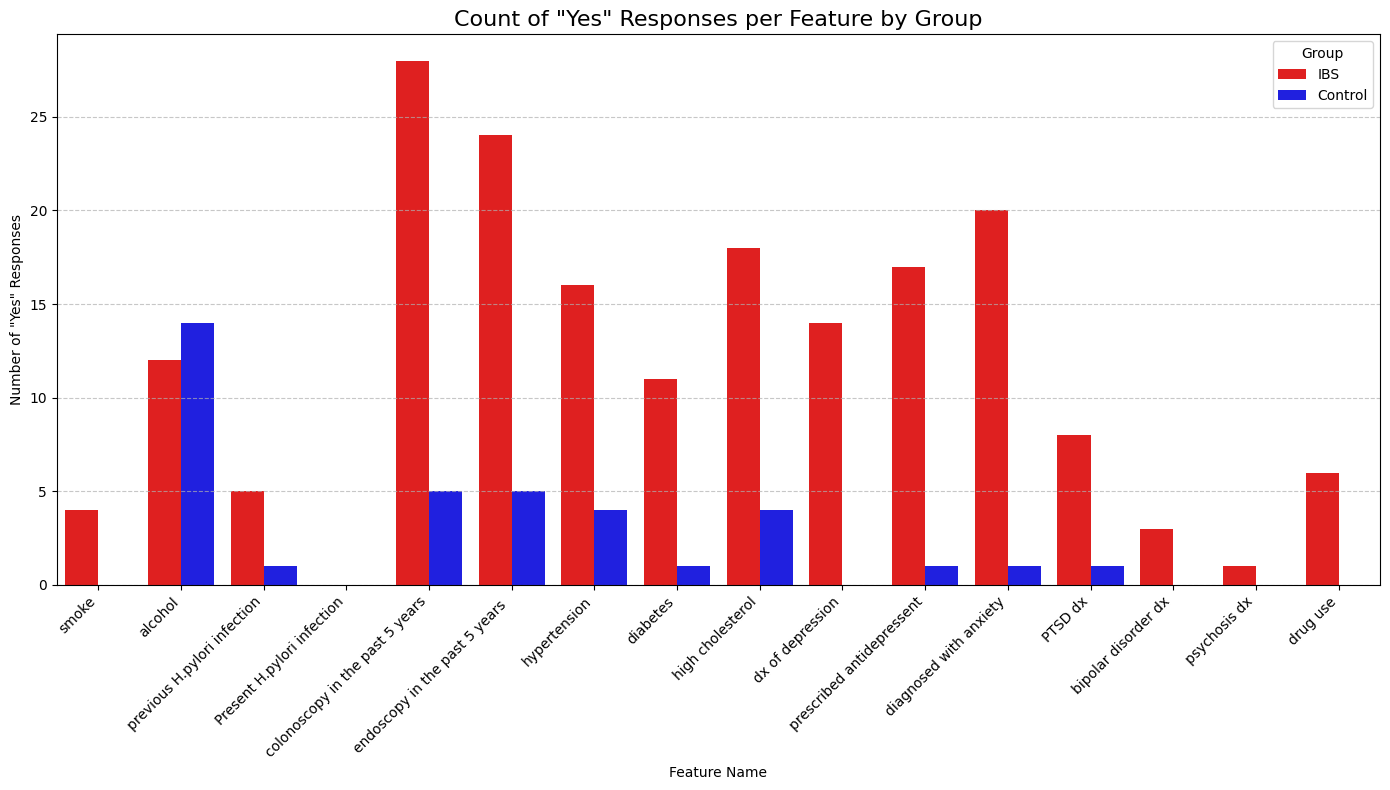 Count of "Yes" Responses per Feature by Group
Group
IBS
Control
Number of "Yes" Responses
25
20
15
10
5
0
smoke
alcohol
previous H.pylori infection
Present H.pylori infection
colonoscopy in the past 5 years
endoscopy in the past 5 years
hypertension
diabetes
high cholesterol
dx of depression
prescribed antidepressent
diagnosed with anxiety
PTSD dx
bipolar disorder dx
psychosis dx
drug use
Feature Name